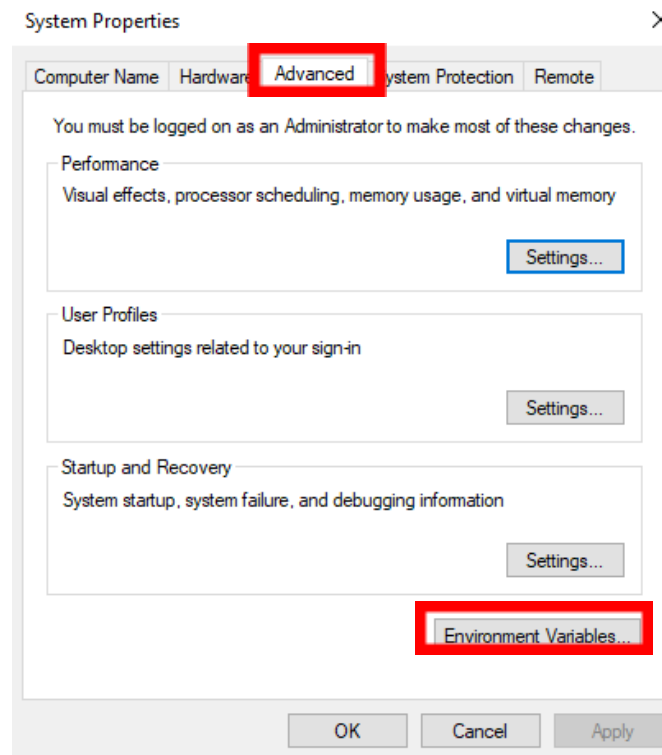 System Properties
Computer Name Hardware Advanced ystem Protection Remote
You must be logged on as an Administrator to make most of these changes.
Performance
Visual effects, processor scheduling, memory usage, and virtual memory
Settings...
User Profiles
Desktop settings related to your sign-in
Settings...
Startup and Recovery
System startup, system failure, and debugging information
Settings...
Environment Variables...
OK Cancel Apply